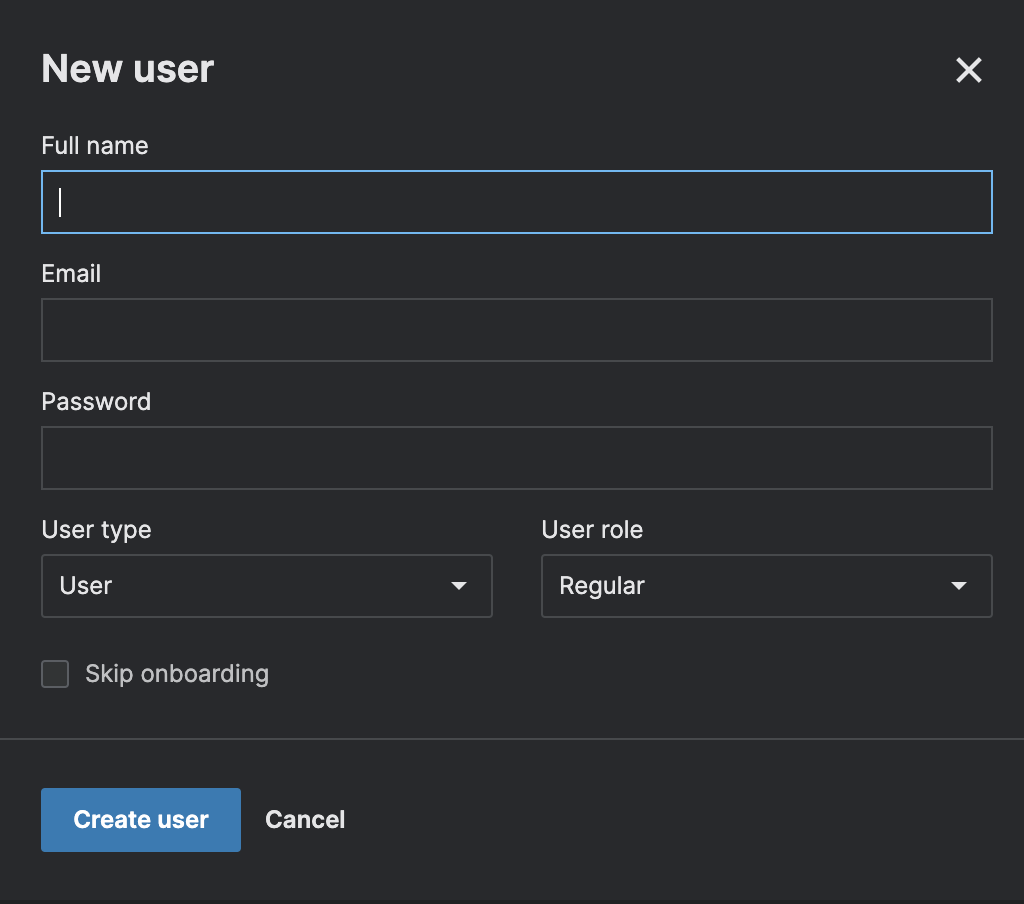 New user
Full name
Email
Password
User type
User role
User
Regular
Skip onboarding
Create user
Cancel